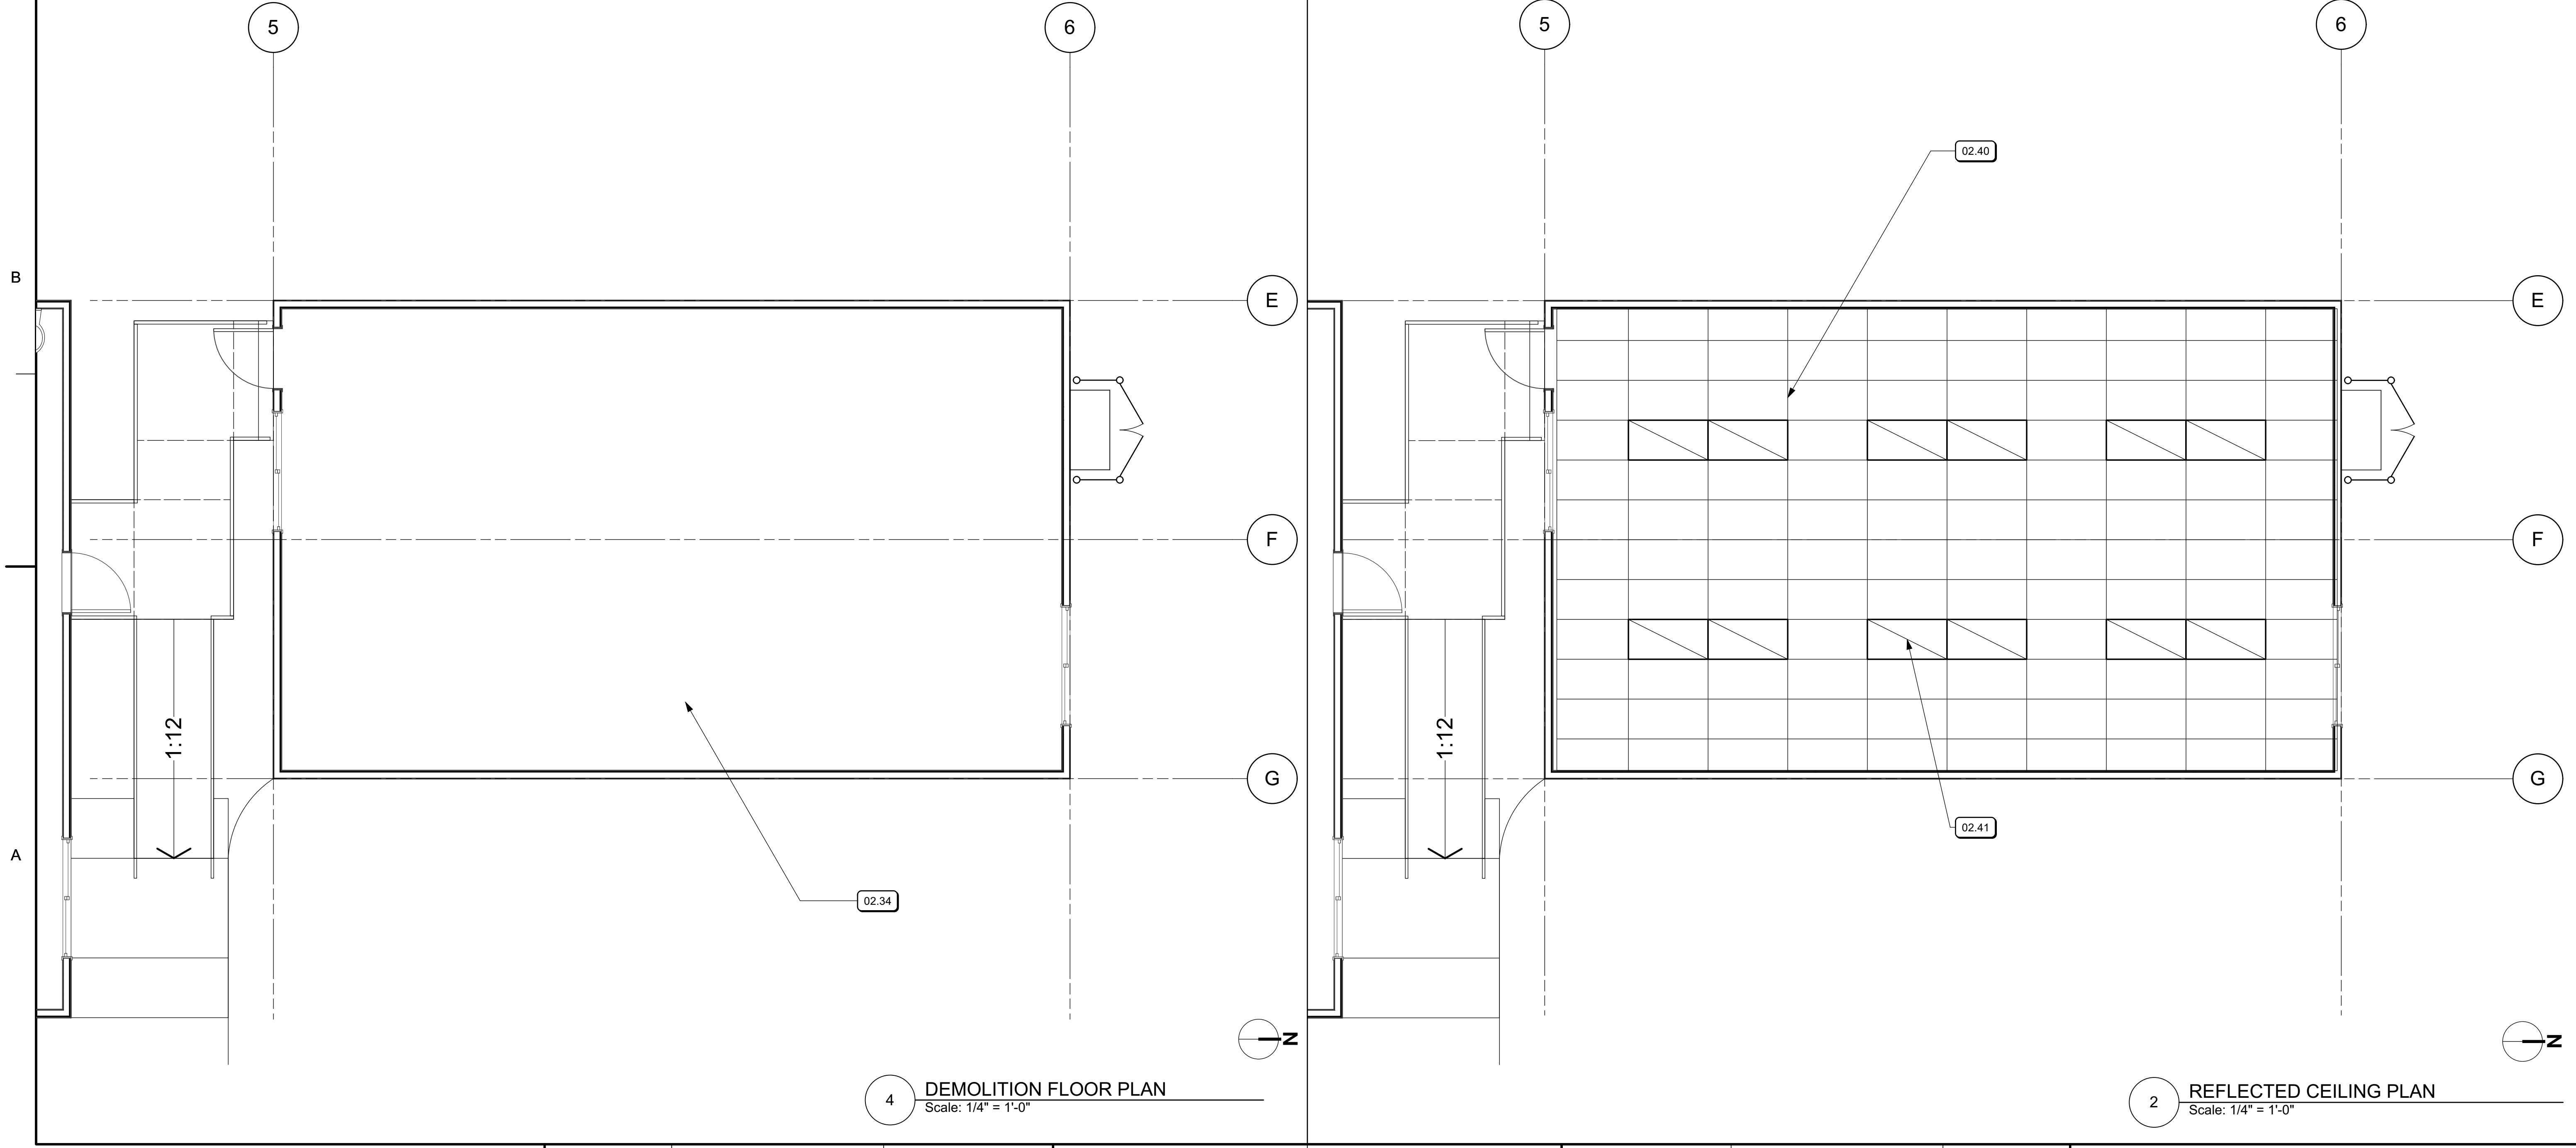 5
6
5
6
02.40
B
E
E
F
F
1:12
1:12
G
G
02.41
A
02.34
N
N
4
DEMOLITION FLOOR PLAN
Scale: 1/4" = 1'-0"
2
REFLECTED CEILING PLAN
Scale: 1/4" = 1'-0"